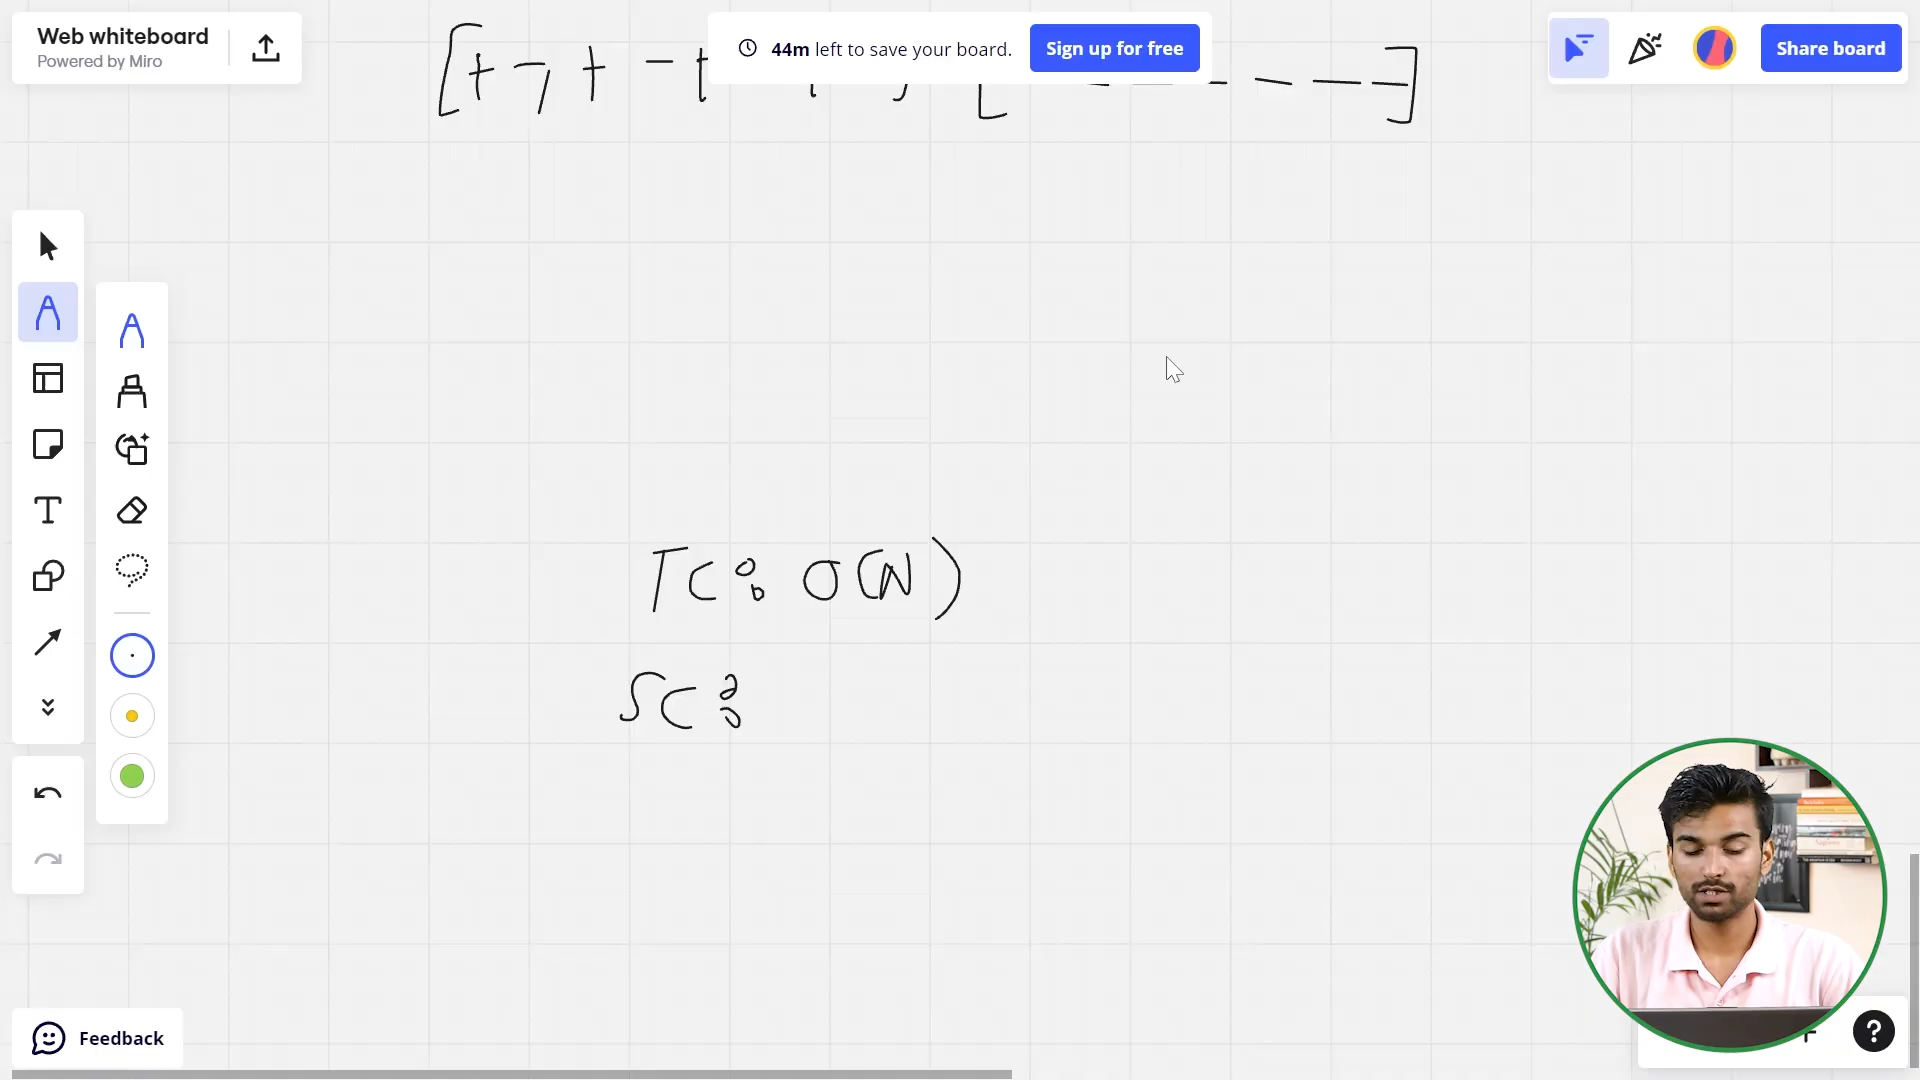 Web whiteboard
Powered by Miro
44m left to save your board.
Sign up for free
Share board
TC: O(N)
SC:
Feedback